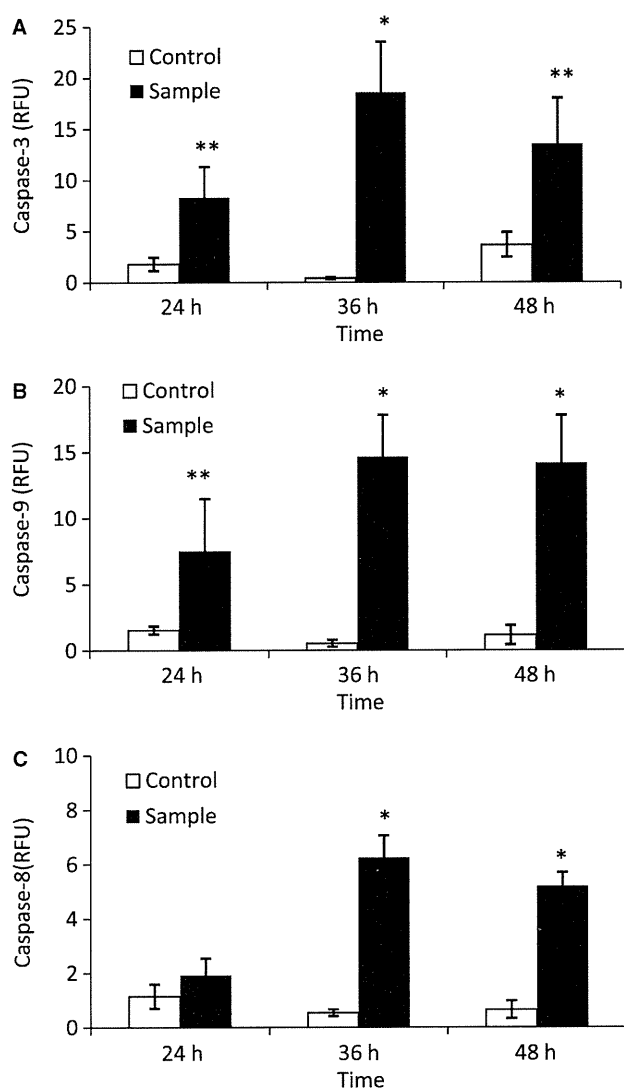 A
Caspase-3 (RFU)
25
20
15
10
5
0
Control
Sample
**
*
**
24 h
36 h
48 h
Time
B
Caspase-9 (RFU)
20
15
10
5
0
Control
Sample
**
*
*
24 h
36 h
48 h
Time
C
Caspase-8(RFU)
10
8
6
4
2
0
Control
Sample
*
*
24 h
36 h
48 h
Time